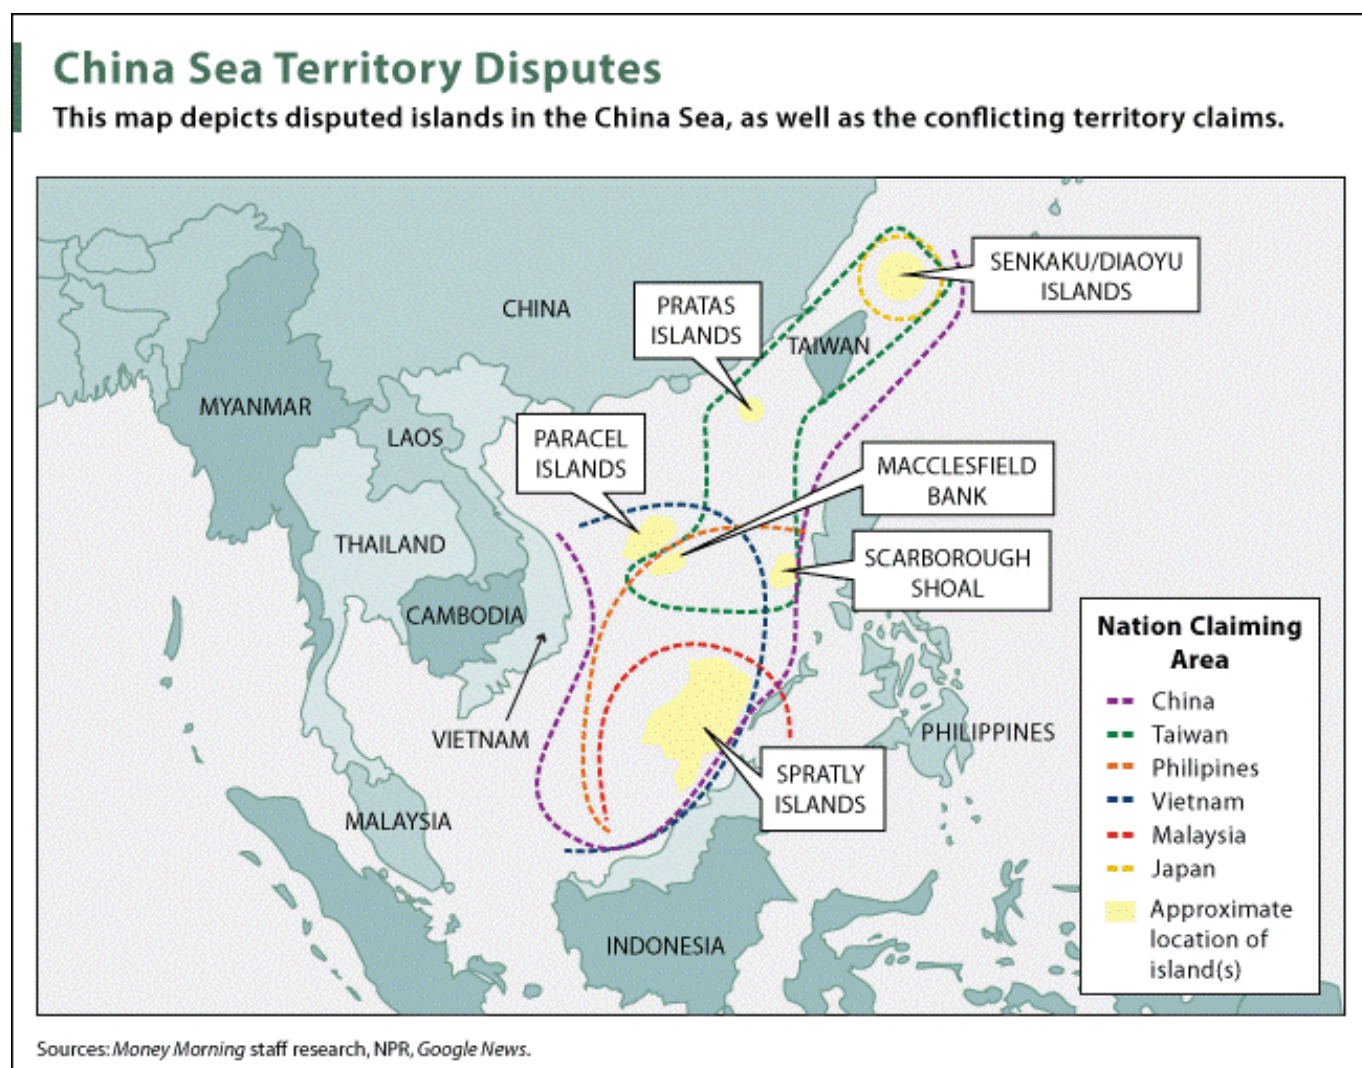 China Sea Territory Disputes
This map depicts disputed islands in the China Sea, as well as the conflicting territory claims.
SENKAKU/DIAOYU
ISLANDS
PRATAS
ISLANDS
CHINA
TAIWAN
MYANMAR
LAOS
PARACEL
ISLANDS
MACCLESFIELD
BANK
THAILAND
SCARBOROUGH
SHOAL
CAMBODIA
VIETNAM
PHILIPPINES
SPRATLY
ISLANDS
MALAYSIA
INDONESIA
Nation Claiming
Area
China
Taiwan
Philipines
Vietnam
Malaysia
Japan
Approximate
location of
island(s)
Sources: Money Morning staff research, NPR, Google News.